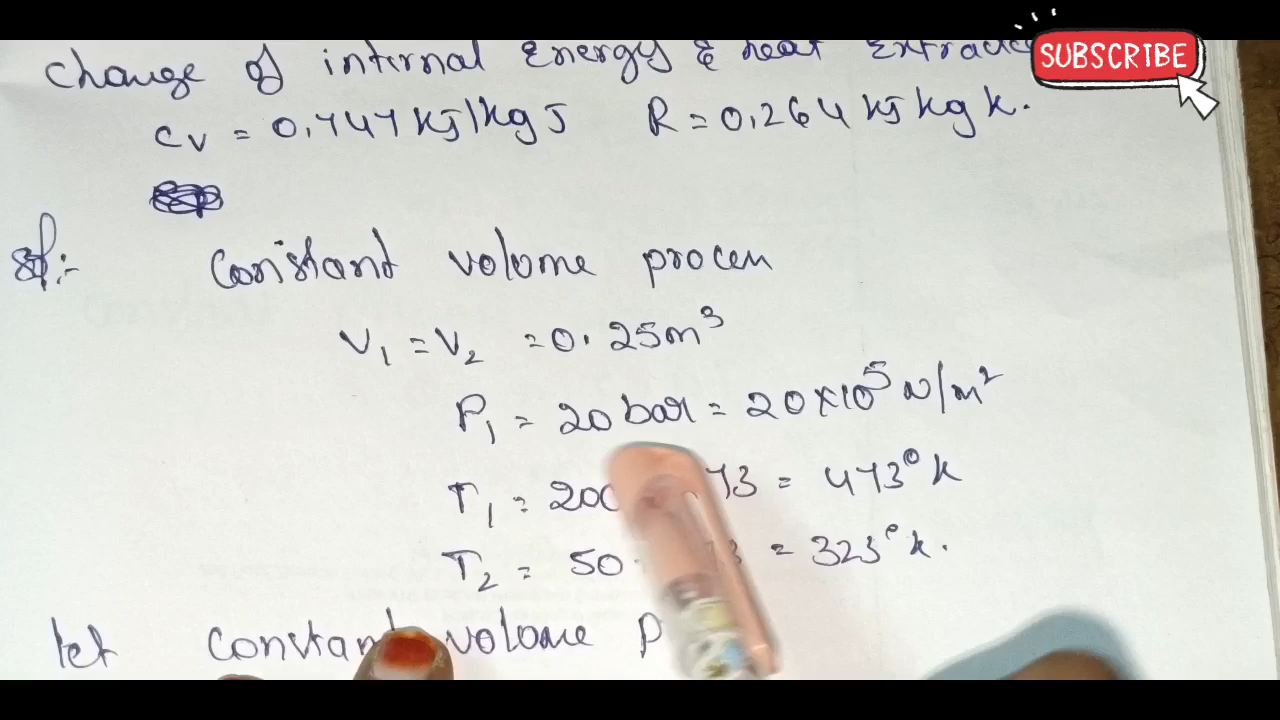 change of internal energy & heat
SUBSCRIBE
Cv = 0.747 KJ/kg J R = 0.264 KJ kg K.
Sol:-
Constant volume process
V1 = V2 = 0.25m³
P1 = 20 bar = 20×10⁵ N/m²
T1 = 200 73 = 473°K
T2 = 50 = 323°K.
let constant volume P